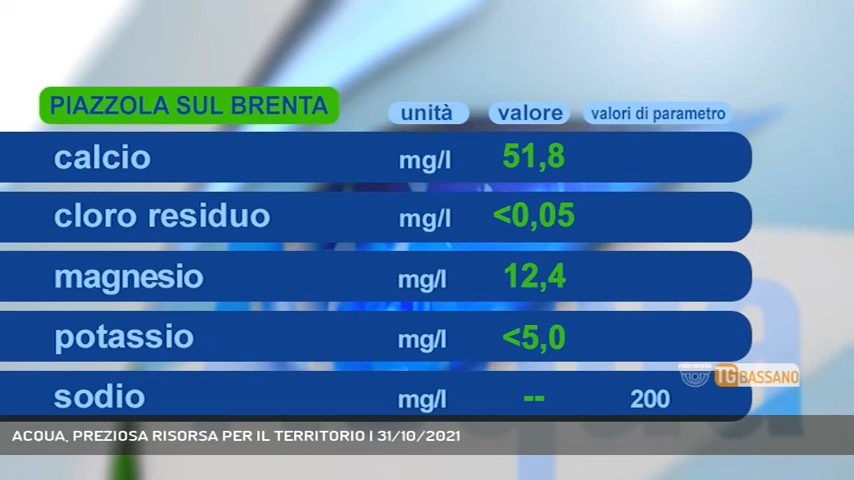 PIAZZOLA SUL BRENTA unità valore valori di parametro
calcio mg/l 51,8
cloro residuo mg/l <0,05
magnesio mg/l 12,4
potassio mg/l <5,0
TG BASSANO
sodio mg/l -- 200
ACQUA, PREZIOSA RISORSA PER IL TERRITORIO | 31/10/2021